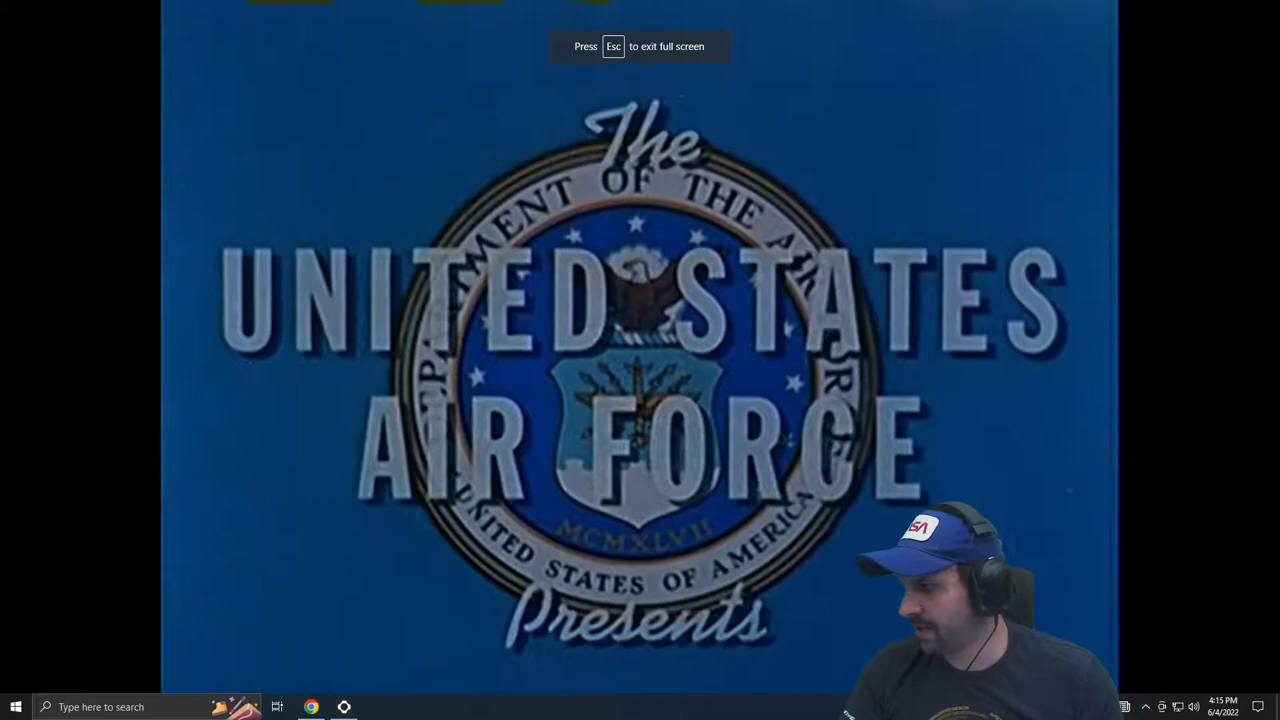 Press Esc to exit full screen
The
UNITED STATES
AIR FORCE
Presents
DEPARTMENT OF THE AIR FORCE
MCMXLVII
UNITED STATES OF AMERICA
Type here to search
4:15 PM
6/4/2022